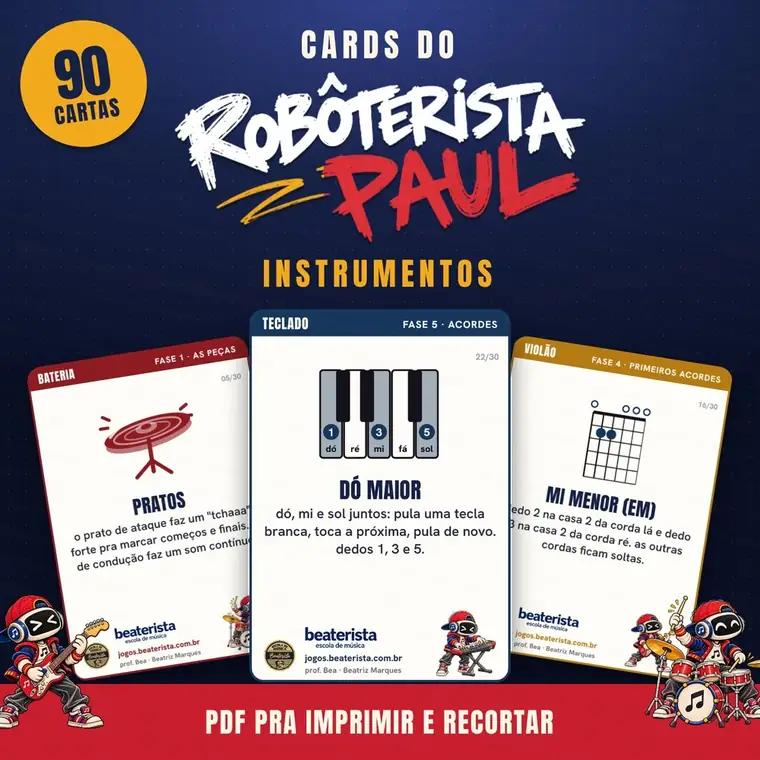 90
CARTAS
CARDS DO
ROBÔTERISTA
PAUL
INSTRUMENTOS
BATERIA
FASE 1 · AS PEÇAS
05/30
PRATOS
o prato de ataque faz um "tchaaa"
forte pra marcar começos e finais.
de condução faz um som contínuo
beaterista
escola de música
jogos.beaterista.com.br
prof. Bea · Beatriz Marques
TECLADO
FASE 5 · ACORDES
22/30
1
3
5
dó
ré
mi
fá
sol
DÓ MAIOR
dó, mi e sol juntos: pula uma tecla
branca, toca a próxima, pula de novo.
dedos 1, 3 e 5.
beaterista
escola de música
jogos.beaterista.com.br
prof. Bea · Beatriz Marques
VIOLÃO
FASE 4 · PRIMEIROS ACORDES
16/30
MI MENOR (EM)
dedo 2 na casa 2 da corda lá e dedo
3 na casa 2 da corda ré. as outras
cordas ficam soltas.
beaterista
escola de música
jogos.beaterista.com.br
prof. Bea · Beatriz Marques
PDF PRA IMPRIMIR E RECORTAR